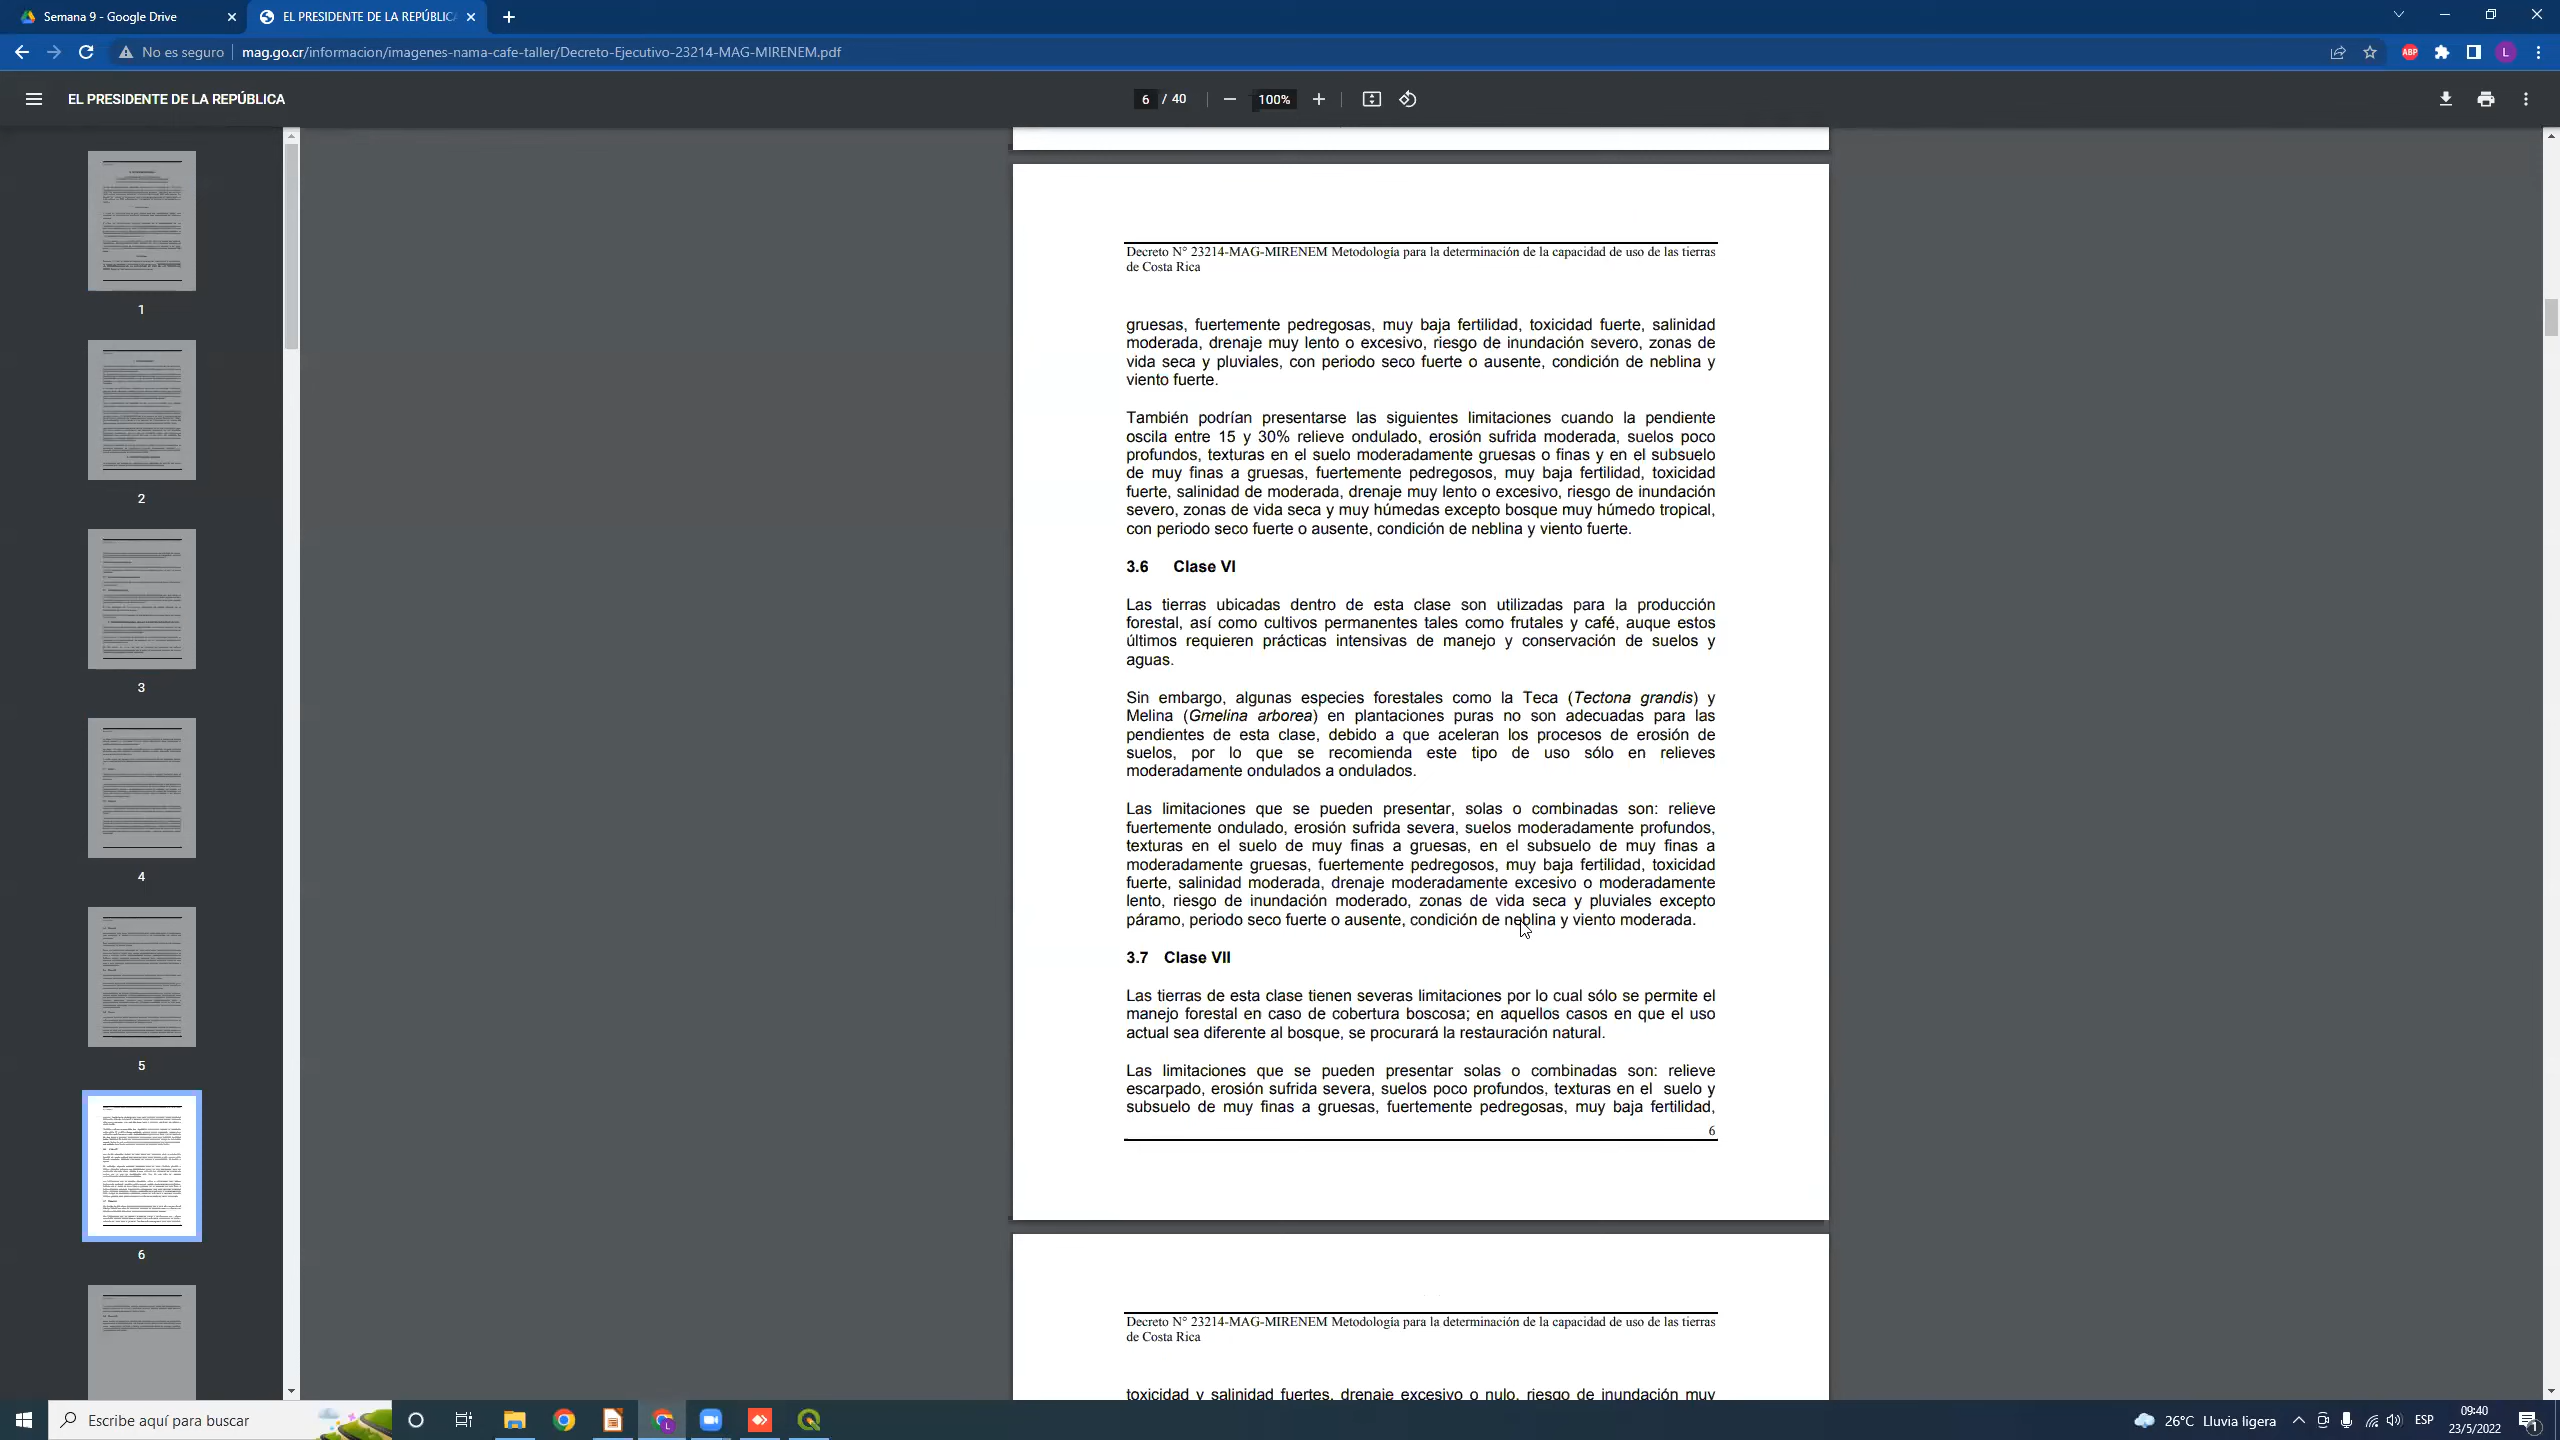 Semana 9 - Google Drive
EL PRESIDENTE DE LA REPÚBLIC
No es seguro
mag.go.cr/informacion/imagenes-nama-cafe-taller/Decreto-Ejecutivo-23214-MAG-MIRENEM.pdf
ABP
L
EL PRESIDENTE DE LA REPÚBLICA
6 / 40
100%
1
2
3
4
5
6
Decreto N° 23214-MAG-MIRENEM Metodología para la determinación de la capacidad de uso de las tierras
de Costa Rica
gruesas, fuertemente pedregosas, muy baja fertilidad, toxicidad fuerte, salinidad
moderada, drenaje muy lento o excesivo, riesgo de inundación severo, zonas de
vida seca y pluviales, con periodo seco fuerte o ausente, condición de neblina y
viento fuerte.
También podrían presentarse las siguientes limitaciones cuando la pendiente
oscila entre 15 y 30% relieve ondulado, erosión sufrida moderada, suelos poco
profundos, texturas en el suelo moderadamente gruesas o finas y en el subsuelo
de muy finas a gruesas, fuertemente pedregosos, muy baja fertilidad, toxicidad
fuerte, salinidad de moderada, drenaje muy lento o excesivo, riesgo de inundación
severo, zonas de vida seca y muy húmedas excepto bosque muy húmedo tropical,
con periodo seco fuerte o ausente, condición de neblina y viento fuerte.
3.6 Clase VI
Las tierras ubicadas dentro de esta clase son utilizadas para la producción
forestal, así como cultivos permanentes tales como frutales y café, auque estos
últimos requieren prácticas intensivas de manejo y conservación de suelos y
aguas.
Sin embargo, algunas especies forestales como la Teca (Tectona grandis) y
Melina (Gmelina arborea) en plantaciones puras no son adecuadas para las
pendientes de esta clase, debido a que aceleran los procesos de erosión de
suelos, por lo que se recomienda este tipo de uso sólo en relieves
moderadamente ondulados a ondulados.
Las limitaciones que se pueden presentar, solas o combinadas son: relieve
fuertemente ondulado, erosión sufrida severa, suelos moderadamente profundos,
texturas en el suelo de muy finas a gruesas, en el subsuelo de muy finas a
moderadamente gruesas, fuertemente pedregosos, muy baja fertilidad, toxicidad
fuerte, salinidad moderada, drenaje moderadamente excesivo o moderadamente
lento, riesgo de inundación moderado, zonas de vida seca y pluviales excepto
páramo, periodo seco fuerte o ausente, condición de neblina y viento moderada.
3.7 Clase VII
Las tierras de esta clase tienen severas limitaciones por lo cual sólo se permite el
manejo forestal en caso de cobertura boscosa; en aquellos casos en que el uso
actual sea diferente al bosque, se procurará la restauración natural.
Las limitaciones que se pueden presentar solas o combinadas son: relieve
escarpado, erosión sufrida severa, suelos poco profundos, texturas en el suelo y
subsuelo de muy finas a gruesas, fuertemente pedregosas, muy baja fertilidad,
6
Decreto N° 23214-MAG-MIRENEM Metodología para la determinación de la capacidad de uso de las tierras
de Costa Rica
toxicidad y salinidad fuertes, drenaje excesivo o nulo, riesgo de inundación muy
Escribe aquí para buscar
26°C Lluvia ligera
ESP
09:40
23/5/2022
1